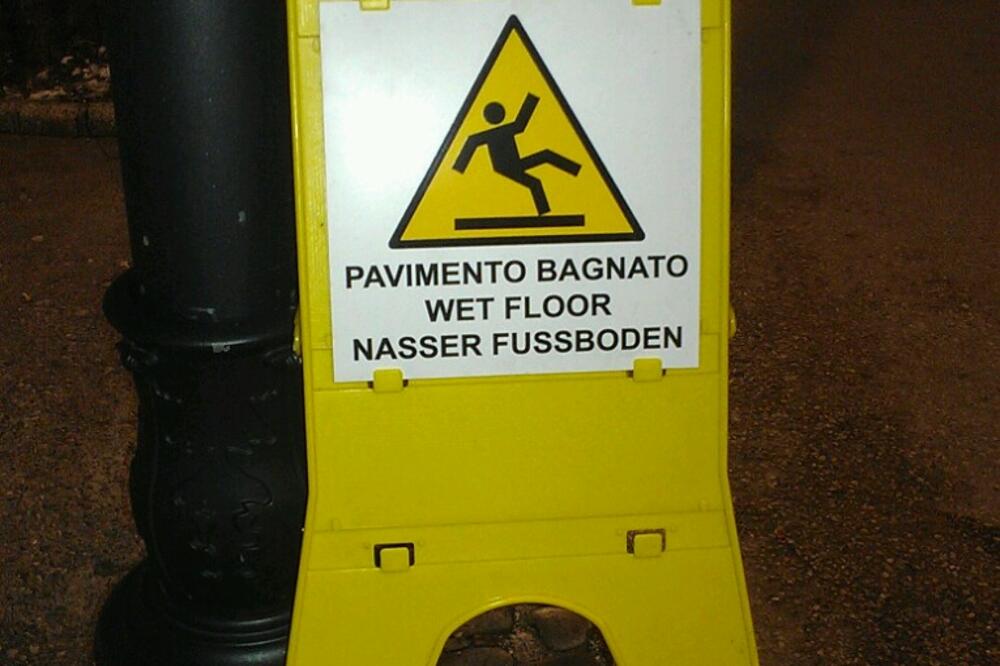 PAVIMENTO BAGNATO
WET FLOOR
NASSER FUSSBODEN